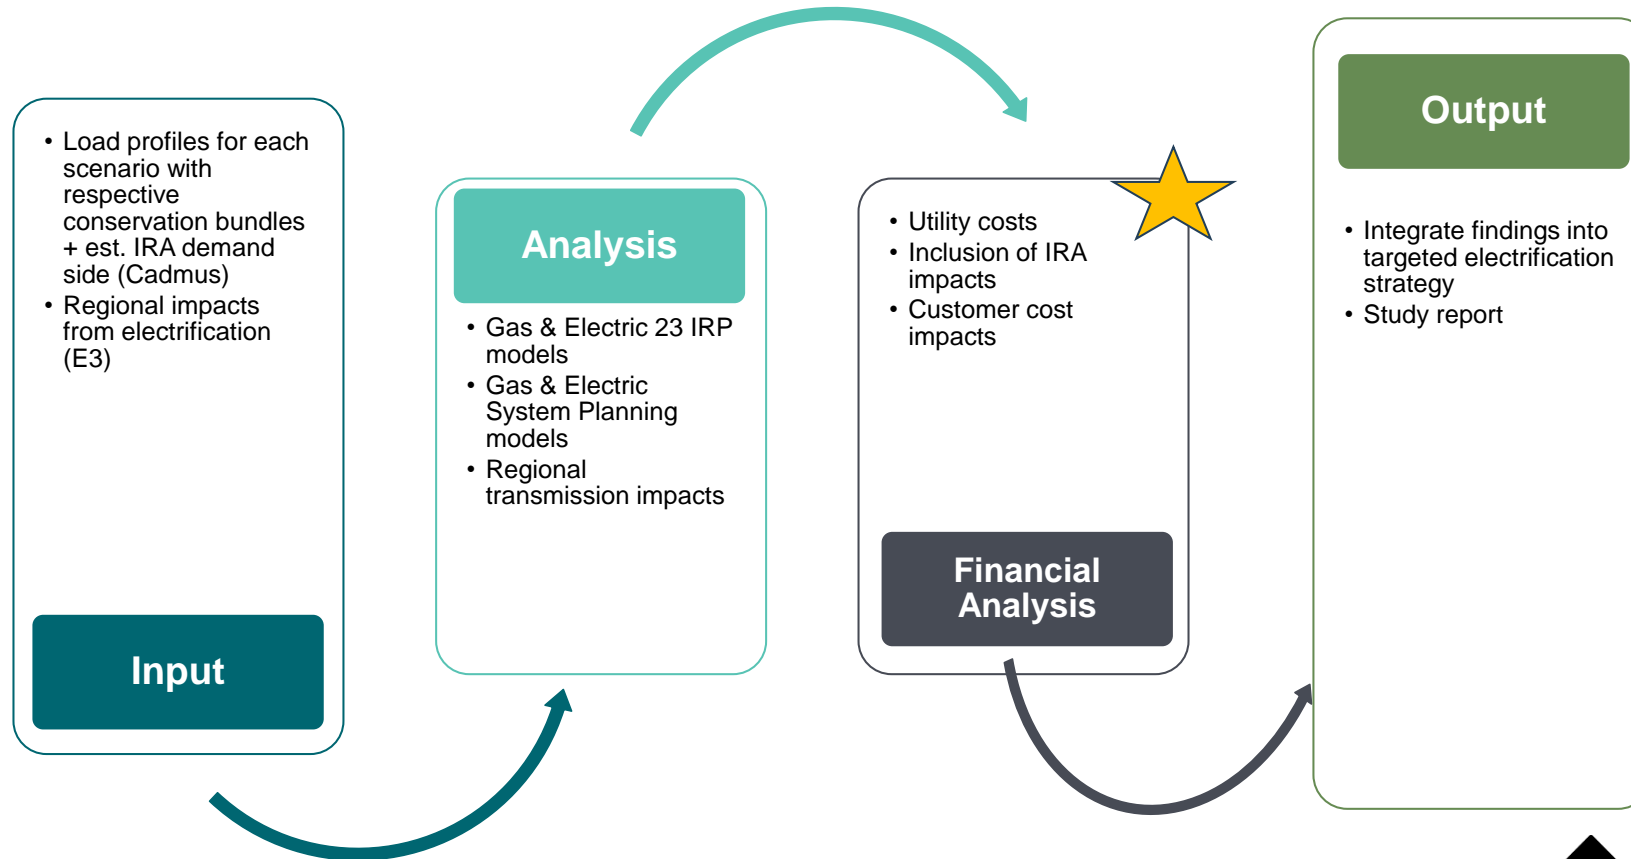 • Load profiles for each
scenario with
respective
conservation bundles
+ est. IRA demand
side (Cadmus)
• Regional impacts
from electrification
(E3)
Input
Analysis
• Gas & Electric 23 IRP
models
• Gas & Electric
System Planning
models
• Regional
transmission impacts
• Utility costs
• Inclusion of IRA
impacts
• Customer cost
impacts
Financial
Analysis
Output
• Integrate findings into
targeted electrification
strategy
• Study report